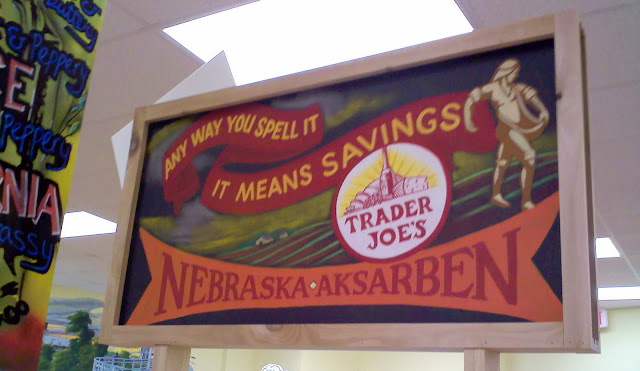 & Peppery
Peppery
NIA
assy
ANY WAY YOU SPELL IT
IT MEANS SAVINGS
TRADER
JOE'S
NEBRASKA·AKSARBEN